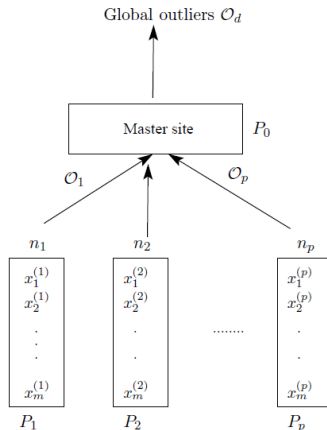 Global outliers 𝒪_d
Master site P_0
𝒪_1 𝒪_p
n_1 n_2 n_p
x_1^{(1)} x_1^{(2)} x_1^{(p)}
x_2^{(1)} x_2^{(2)} x_2^{(p)}
. . .
. ........
. . .
x_m^{(1)} x_m^{(2)} x_m^{(p)}
P_1 P_2 P_p